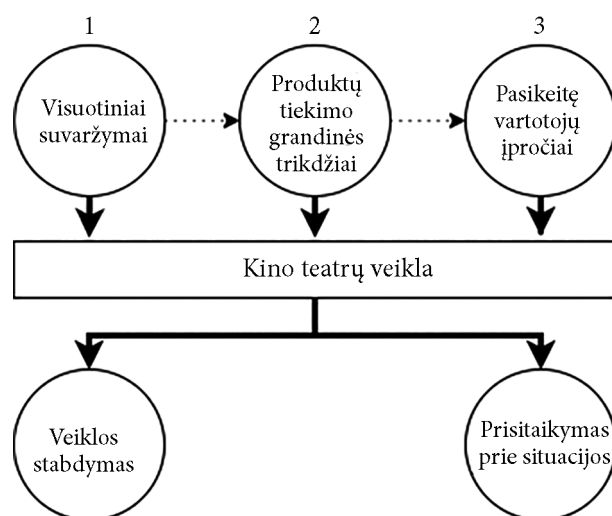 1 2 3
Visuotiniai
suvaržymai
Produktų
tiekimo
grandinės
trikdžiai
Pasikeitę
vartotojų
įpročiai
Kino teatrų veikla
Veiklos
stabdymas
Prisitaikymas
prie situacijos